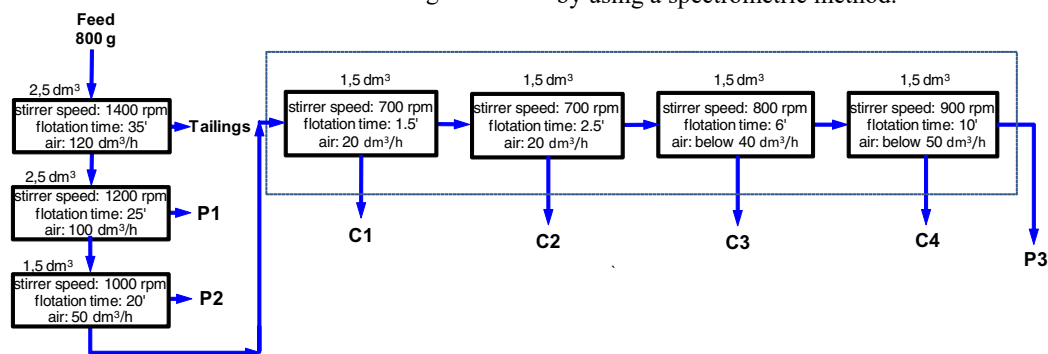 by using a spectrometric method.
Feed
800 g
2,5 dm³
stirrer speed: 1400 rpm
flotation time: 35'
air: 120 dm³/h
Tailings
2,5 dm³
stirrer speed: 1200 rpm
flotation time: 25'
air: 100 dm³/h
P1
1,5 dm³
stirrer speed: 1000 rpm
flotation time: 20'
air: 50 dm³/h
P2
1,5 dm³
stirrer speed: 700 rpm
flotation time: 1.5'
air: 20 dm³/h
C1
1,5 dm³
stirrer speed: 700 rpm
flotation time: 2.5'
air: 20 dm³/h
C2
1,5 dm³
stirrer speed: 800 rpm
flotation time: 6'
air: below 40 dm³/h
C3
1,5 dm³
stirrer speed: 900 rpm
flotation time: 10'
air: below 50 dm³/h
C4
P3